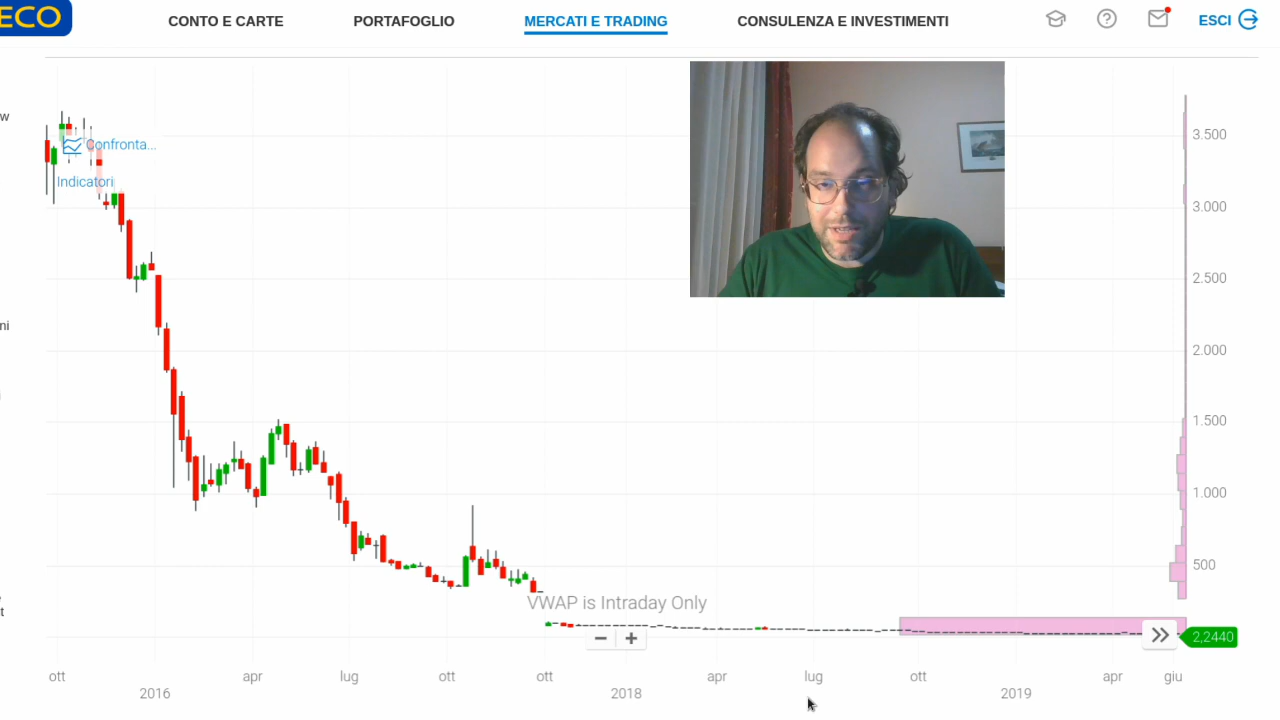 ECO
CONTO E CARTE
PORTAFOGLIO
MERCATI E TRADING
CONSULENZA E INVESTIMENTI
ESCI
w
Confronta...
Indicatori
ni
t
3.500
3.000
2.500
2.000
1.500
1.000
500
VWAP is Intraday Only
2,2440
ott
apr
lug
ott
ott
apr
lug
ott
apr
giu
2016
2018
2019